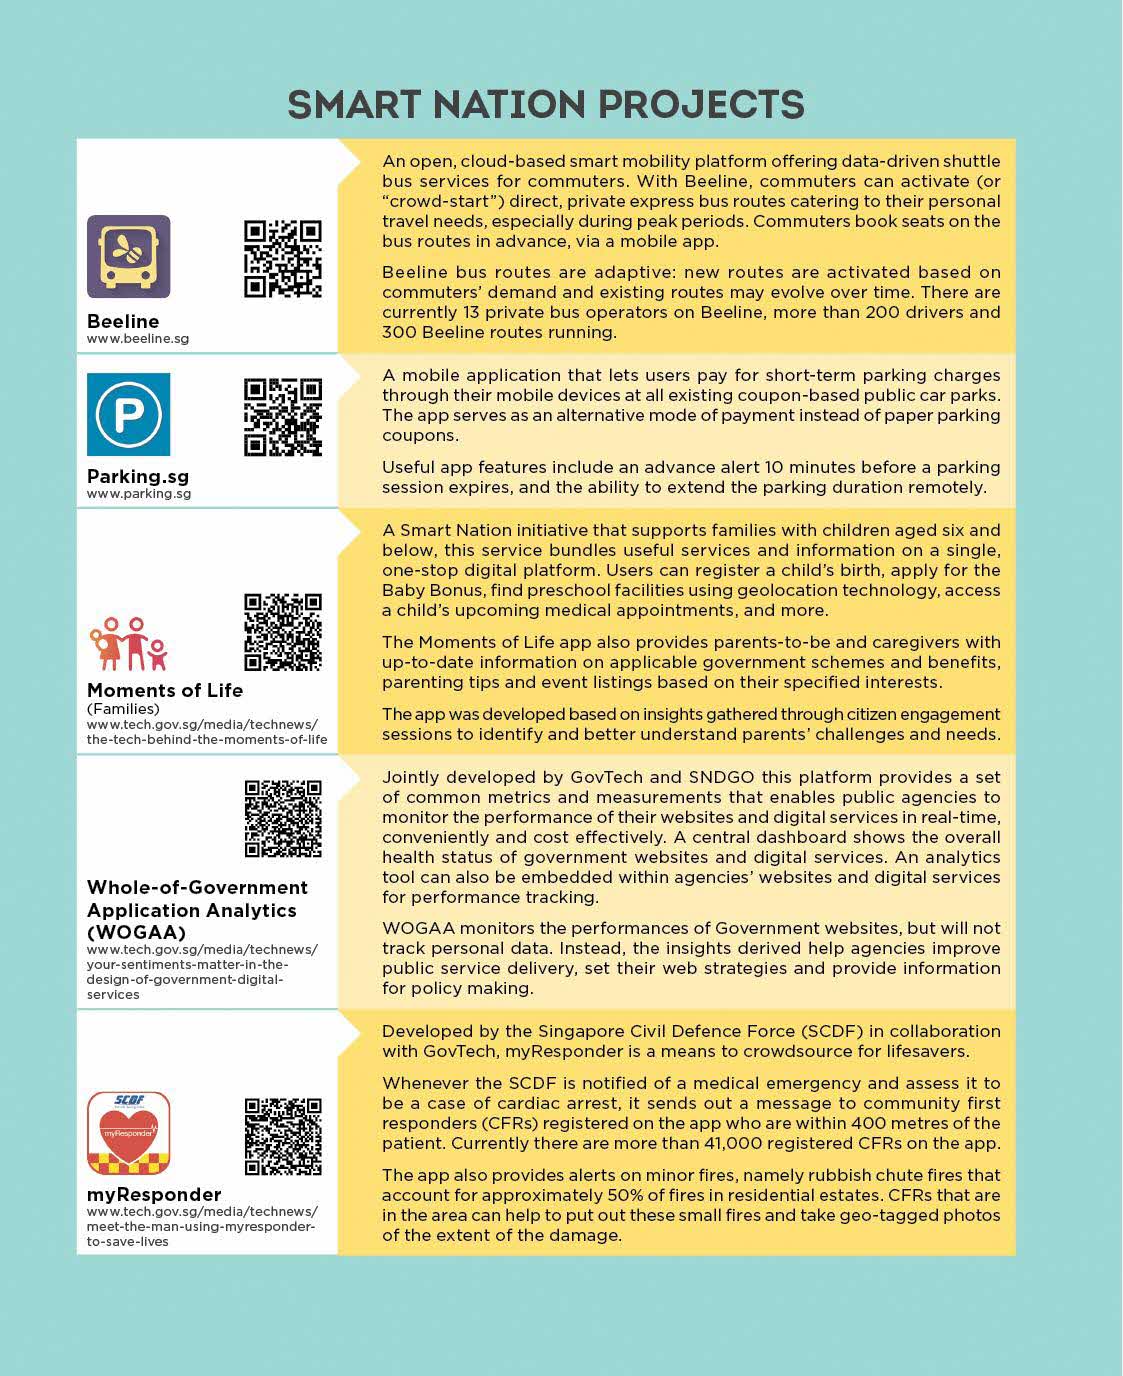 SMART NATION PROJECTS
Beeline
www.beeline.sg
An open, cloud-based smart mobility platform offering data-driven shuttle
bus services for commuters. With Beeline, commuters can activate (or
“crowd-start”) direct, private express bus routes catering to their personal
travel needs, especially during peak periods. Commuters book seats on the
bus routes in advance, via a mobile app.
Beeline bus routes are adaptive: new routes are activated based on
commuters’ demand and existing routes may evolve over time. There are
currently 13 private bus operators on Beeline, more than 200 drivers and
300 Beeline routes running.
P
Parking.sg
www.parking.sg
A mobile application that lets users pay for short-term parking charges
through their mobile devices at all existing coupon-based public car parks.
The app serves as an alternative mode of payment instead of paper parking
coupons.
Useful app features include an advance alert 10 minutes before a parking
session expires, and the ability to extend the parking duration remotely.
Moments of Life
(Families)
www.tech.gov.sg/media/technews/
the-tech-behind-the-moments-of-life
A Smart Nation initiative that supports families with children aged six and
below, this service bundles useful services and information on a single,
one-stop digital platform. Users can register a child’s birth, apply for the
Baby Bonus, find preschool facilities using geolocation technology, access
a child’s upcoming medical appointments, and more.
The Moments of Life app also provides parents-to-be and caregivers with
up-to-date information on applicable government schemes and benefits,
parenting tips and event listings based on their specified interests.
The app was developed based on insights gathered through citizen engagement
sessions to identify and better understand parents’ challenges and needs.
Whole-of-Government
Application Analytics
(WOGAA)
www.tech.gov.sg/media/technews/
your-sentiments-matter-in-the-
design-of-government-digital-
services
Jointly developed by GovTech and SNDGO this platform provides a set
of common metrics and measurements that enables public agencies to
monitor the performance of their websites and digital services in real-time,
conveniently and cost effectively. A central dashboard shows the overall
health status of government websites and digital services. An analytics
tool can also be embedded within agencies’ websites and digital services
for performance tracking.
WOGAA monitors the performances of Government websites, but will not
track personal data. Instead, the insights derived help agencies improve
public service delivery, set their web strategies and provide information
for policy making.
SCDF
myResponder
myResponder
www.tech.gov.sg/media/technews/
meet-the-man-using-myresponder-
to-save-lives
Developed by the Singapore Civil Defence Force (SCDF) in collaboration
with GovTech, myResponder is a means to crowdsource for lifesavers.
Whenever the SCDF is notified of a medical emergency and assess it to
be a case of cardiac arrest, it sends out a message to community first
responders (CFRs) registered on the app who are within 400 metres of the
patient. Currently there are more than 41,000 registered CFRs on the app.
The app also provides alerts on minor fires, namely rubbish chute fires that
account for approximately 50% of fires in residential estates. CFRs that are
in the area can help to put out these small fires and take geo-tagged photos
of the extent of the damage.